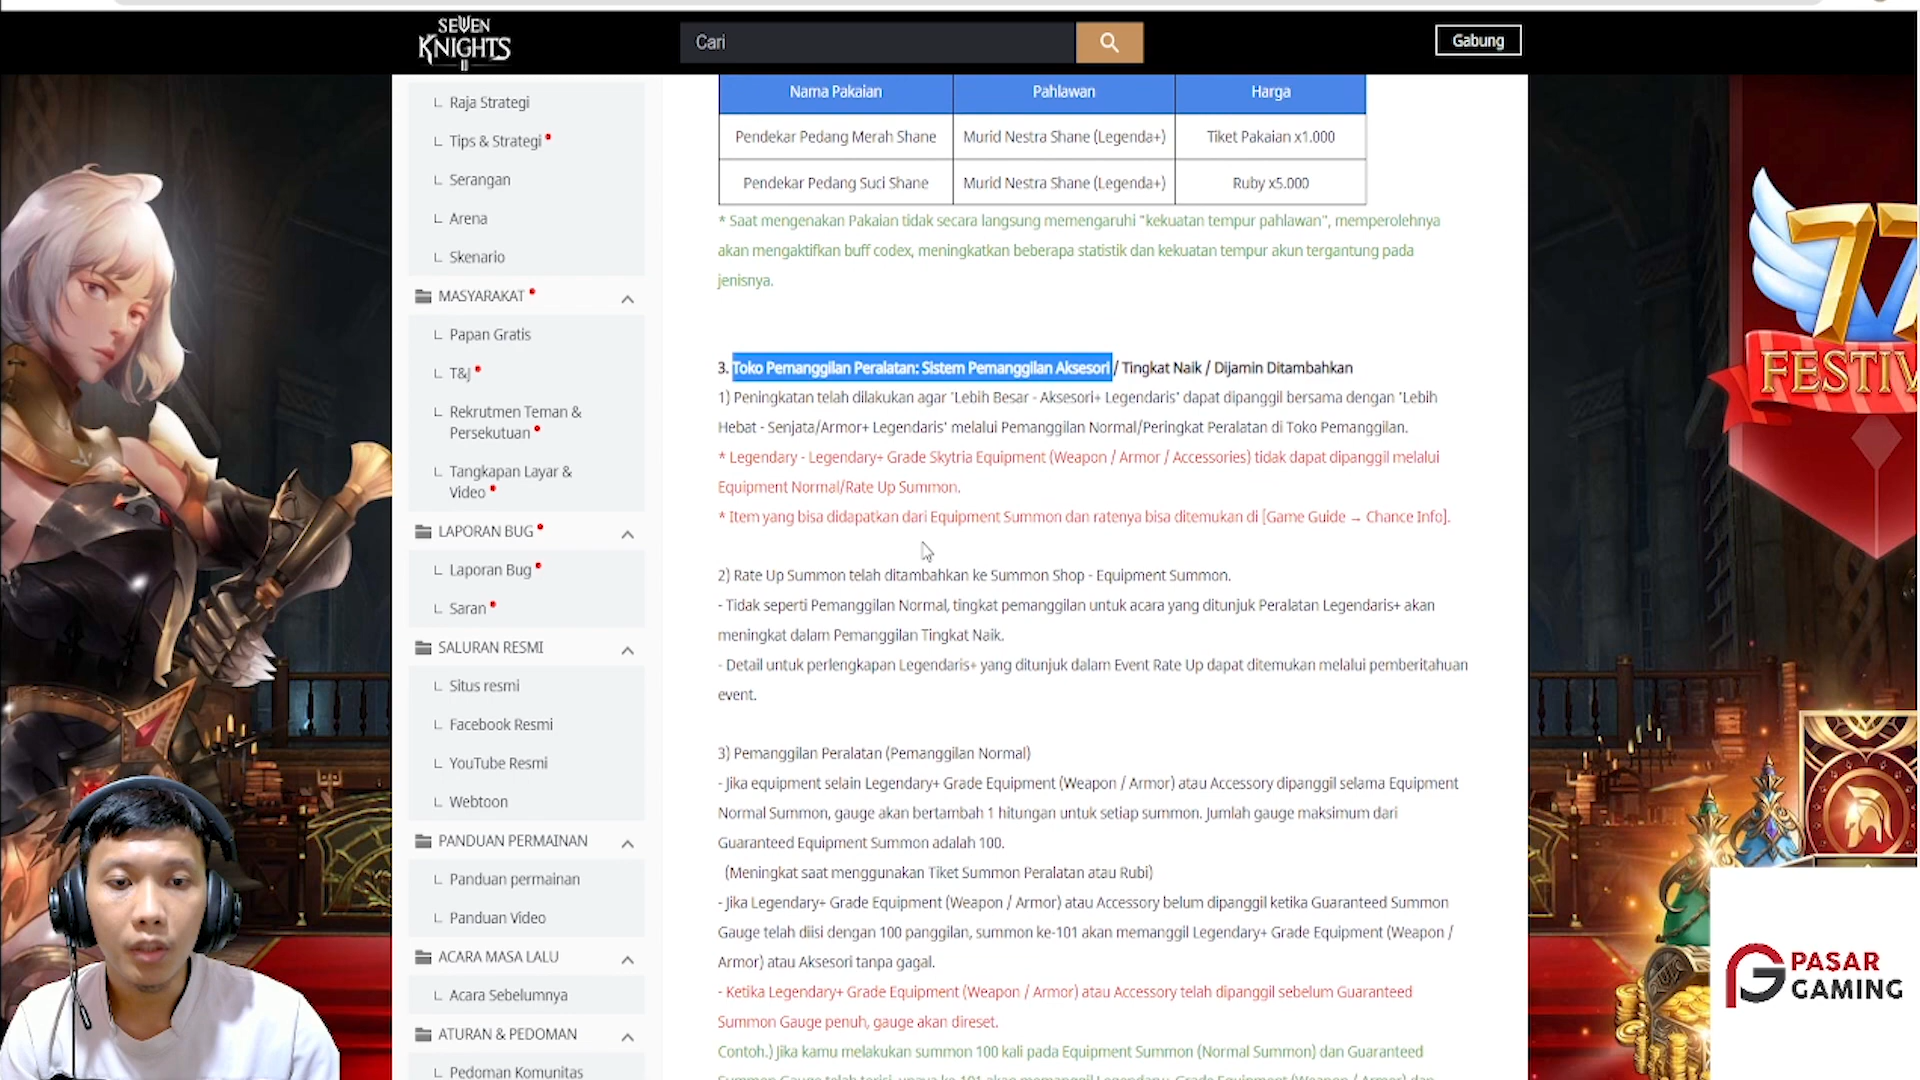 SEVEN
KNIGHTS
II
Cari
Gabung
Raja Strategi
Tips & Strategi
Serangan
Arena
Skenario
MASYARAKAT
Papan Gratis
T&J
Rekrutmen Teman &
Persekutuan
Tangkapan Layar &
Video
LAPORAN BUG
Laporan Bug
Saran
SALURAN RESMI
Situs resmi
Facebook Resmi
YouTube Resmi
Webtoon
PANDUAN PERMAINAN
Panduan permainan
Panduan Video
ACARA MASA LALU
Acara Sebelumnya
ATURAN & PEDOMAN
Pedoman Komunitas
Nama Pakaian Pahlawan Harga
Pendekar Pedang Merah Shane Murid Nestra Shane (Legenda+) Tiket Pakaian x1.000
Pendekar Pedang Suci Shane Murid Nestra Shane (Legenda+) Ruby x5.000
* Saat mengenakan Pakaian tidak secara langsung memengaruhi "kekuatan tempur pahlawan", memperolehnya
akan mengaktifkan buff codex, meningkatkan beberapa statistik dan kekuatan tempur akun tergantung pada
jenisnya.
3. Toko Pemanggilan Peralatan: Sistem Pemanggilan Aksesori / Tingkat Naik / Dijamin Ditambahkan
1) Peningkatan telah dilakukan agar 'Lebih Besar - Aksesori+ Legendaris' dapat dipanggil bersama dengan 'Lebih
Hebat - Senjata/Armor+ Legendaris' melalui Pemanggilan Normal/Peringkat Peralatan di Toko Pemanggilan.
* Legendary - Legendary+ Grade Skytria Equipment (Weapon / Armor / Accessories) tidak dapat dipanggil melalui
Equipment Normal/Rate Up Summon.
* Item yang bisa didapatkan dari Equipment Summon dan ratenya bisa ditemukan di [Game Guide → Chance Info].
2) Rate Up Summon telah ditambahkan ke Summon Shop - Equipment Summon.
- Tidak seperti Pemanggilan Normal, tingkat pemanggilan untuk acara yang ditunjuk Peralatan Legendaris+ akan
meningkat dalam Pemanggilan Tingkat Naik.
- Detail untuk perlengkapan Legendaris+ yang ditunjuk dalam Event Rate Up dapat ditemukan melalui pemberitahuan
event.
3) Pemanggilan Peralatan (Pemanggilan Normal)
- Jika equipment selain Legendary+ Grade Equipment (Weapon / Armor) atau Accessory dipanggil selama Equipment
Normal Summon, gauge akan bertambah 1 hitungan untuk setiap summon. Jumlah gauge maksimum dari
Guaranteed Equipment Summon adalah 100.
(Meningkat saat menggunakan Tiket Summon Peralatan atau Rubi)
- Jika Legendary+ Grade Equipment (Weapon / Armor) atau Accessory belum dipanggil ketika Guaranteed Summon
Gauge telah diisi dengan 100 panggilan, summon ke-101 akan memanggil Legendary+ Grade Equipment (Weapon /
Armor) atau Aksesori tanpa gagal.
- Ketika Legendary+ Grade Equipment (Weapon / Armor) atau Accessory telah dipanggil sebelum Guaranteed
Summon Gauge penuh, gauge akan direset.
Contoh.) Jika kamu melakukan summon 100 kali pada Equipment Summon (Normal Summon) dan Guaranteed
77
FESTIV
PASAR
GAMING